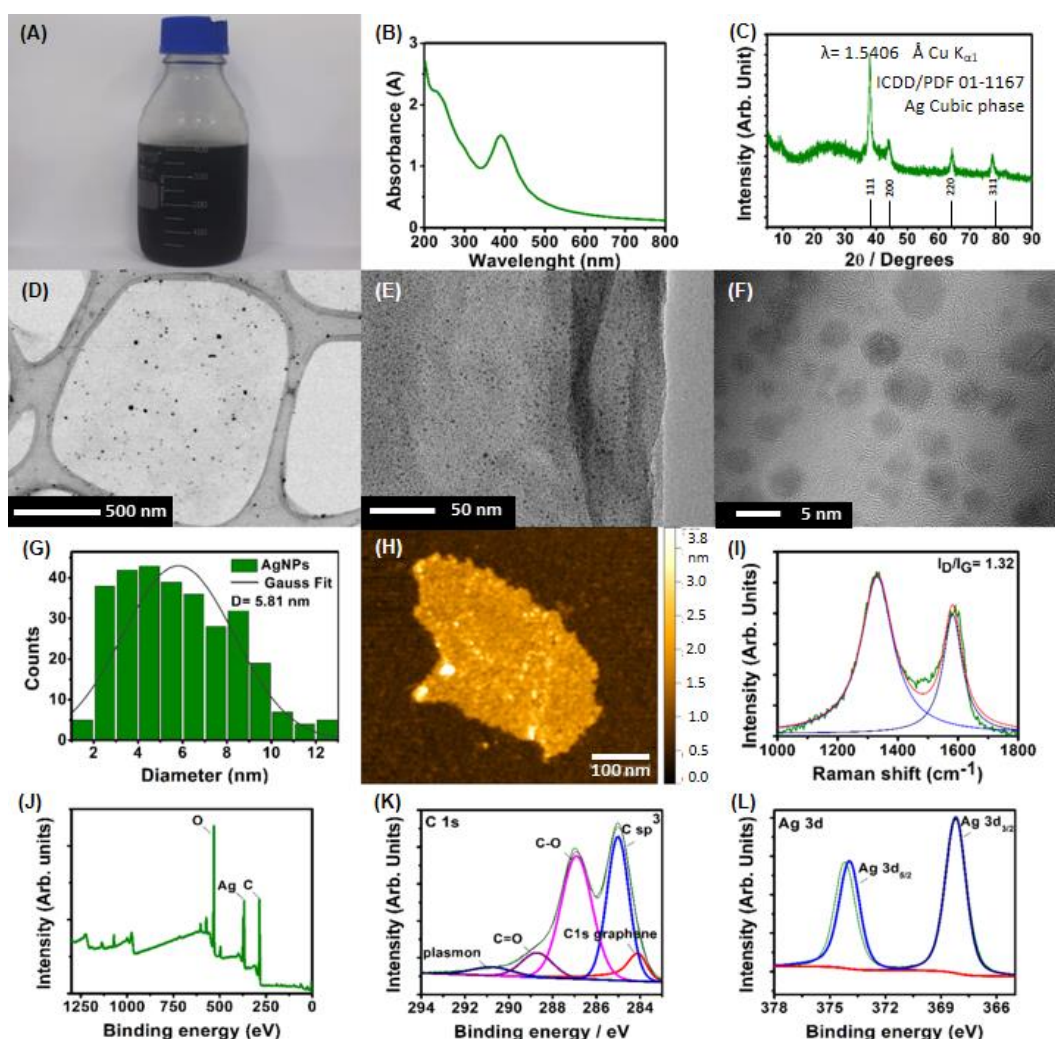 (A)
(B)
3
2
1
0
Absorbance (A)
200 300 400 500 600 700 800
Wavelenght (nm)
(C)
λ= 1.5406 Å Cu Kα1
ICDD/PDF 01-1167
Ag Cubic phase
Intensity (Arb. Unit)
111
200
220
311
10 20 30 40 50 60 70 80 90
2θ / Degrees
(D)
500 nm
(E)
50 nm
(F)
5 nm
(G)
AgNPs
Gauss Fit
D= 5.81 nm
40
30
20
10
0
Counts
2 4 6 8 10 12
Diameter (nm)
(H)
100 nm
3.8
nm
3.0
2.5
2.0
1.5
1.0
0.5
0.0
(I)
ID/IG= 1.32
Intensity (Arb. Units)
1000 1200 1400 1600 1800
Raman shift (cm-1)
(J)
O
Ag
C
Intensity (Arb. units)
1250 1000 750 500 250 0
Binding energy (eV)
(K)
C 1s
3
C sp
C-O
C=O
C1s graphane
plasmon
Intensity (Arb. Units)
294 292 290 288 286 284
Binding energy / eV
(L)
Ag 3d
Ag 3d3/2
Ag 3d5/2
Intensity (Arb. Units)
378 375 372 369 366
Binding energy (eV)